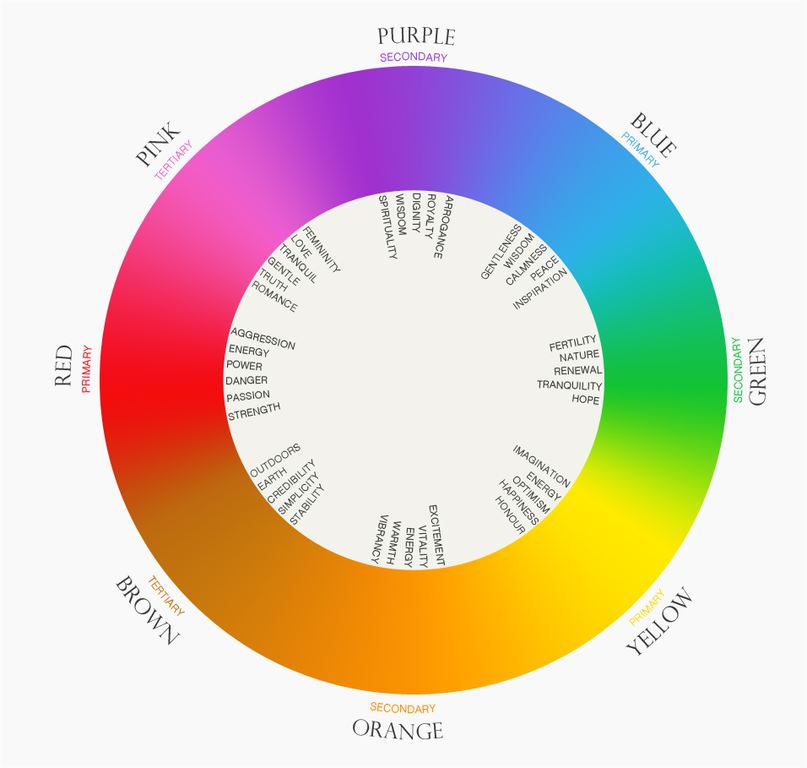 PURPLE
SECONDARY
BLUE
PRIMARY
GREEN
SECONDARY
YELLOW
PRIMARY
ORANGE
SECONDARY
BROWN
TERTIARY
RED
PRIMARY
PINK
TERTIARY
SPIRITUALITY
WISDOM
DIGNITY
ROYALTY
ARROGANCE
GENTLENESS
WISDOM
CALMNESS
PEACE
INSPIRATION
FERTILITY
NATURE
RENEWAL
TRANQUILITY
HOPE
IMAGINATION
ENERGY
OPTIMISM
HAPPINESS
HONOUR
EXCITEMENT
VITALITY
ENERGY
WARMTH
VIBRANCY
STABILITY
SIMPLICITY
CREDIBILITY
EARTH
OUTDOORS
STRENGTH
PASSION
DANGER
POWER
ENERGY
AGGRESSION
ROMANCE
TRUTH
GENTLE
TRANQUIL
LOVE
FEMININITY